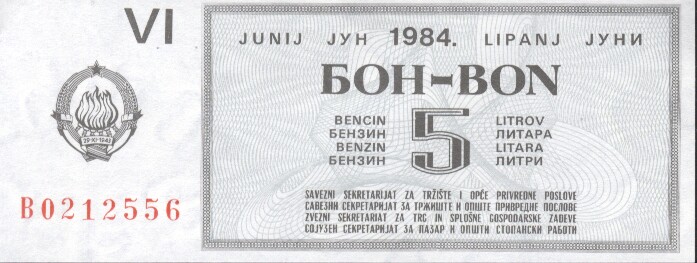 VI
JUNIJ ЈУН 1984. LIPANJ ЈУНИ
БОН-BON
BENCIN 5 LITROV
БЕНЗИН ЛИТАРА
BENZIN LITARA
БЕНЗИН ЛИТРИ
29·XI·1943
B0212556
SAVEZNI SEKRETARIJAT ZA TRŽIŠTE I OPĆE PRIVREDNE POSLOVE
САВЕЗНИ СЕКРЕТАРИЈАТ ЗА ТРЖИШТЕ И ОПШТЕ ПРИВРЕДНЕ ПОСЛОВЕ
ZVEZNI SEKRETARIAT ZA TRG IN SPLOŠNE GOSPODARSKE ZADEVE
СОЈУЗЕН СЕКРЕТАРИЈАТ ЗА ПАЗАР И ОПШТИ СТОПАНСКИ РАБОТИ